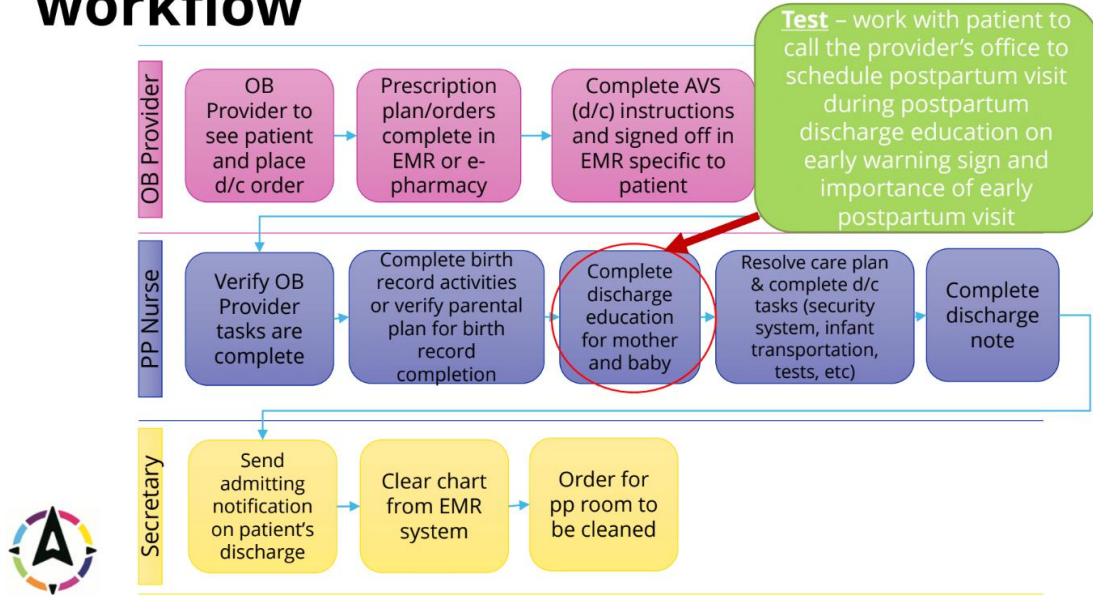 workflow
Test – work with patient to
call the provider's office to
schedule postpartum visit
during postpartum
discharge education on
early warning sign and
importance of early
postpartum visit
OB Provider
OB
Provider to
see patient
and place
d/c order
Prescription
plan/orders
complete in
EMR or e-
pharmacy
Complete AVS
(d/c) instructions
and signed off in
EMR specific to
patient
PP Nurse
Verify OB
Provider
tasks are
complete
Complete birth
record activities
or verify parental
plan for birth
record
completion
Complete
discharge
education
for mother
and baby
Resolve care plan
& complete d/c
tasks (security
system, infant
transportation,
tests, etc)
Complete
discharge
note
Secretary
Send
admitting
notification
on patient's
discharge
Clear chart
from EMR
system
Order for
pp room to
be cleaned